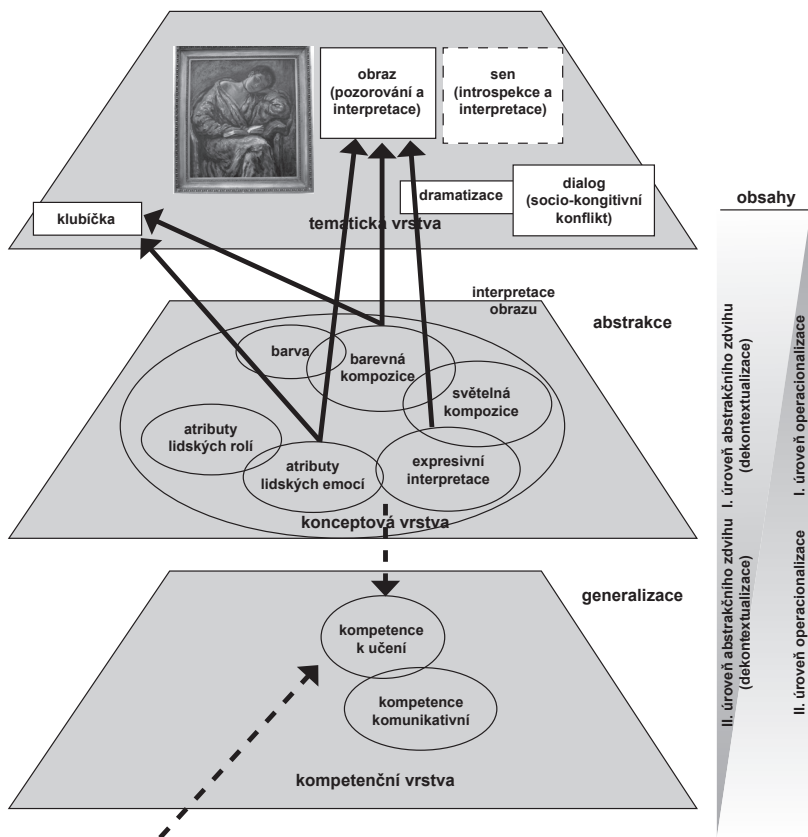 obraz
(pozorování a
interpretace)
sen
(introspekce a
interpretace)
dramatizace
dialog
(socio-kongitivní
konflikt)
klubíčka
tematická vrstva
obsahy
interpretace
obrazu
abstrakce
barva
barevná
kompozice
světelná
kompozice
atributy
lidských rolí
atributy
lidských emocí
expresivní
interpretace
konceptová vrstva
generalizace
kompetence
k učení
kompetence
komunikativní
kompetenční vrstva
I. úroveň abstrakčního zdvihu
(dekontextualizace)
I. úroveň operacionalizace
II. úroveň abstrakčního zdvihu
(dekontextualizace)
II. úroveň operacionalizace